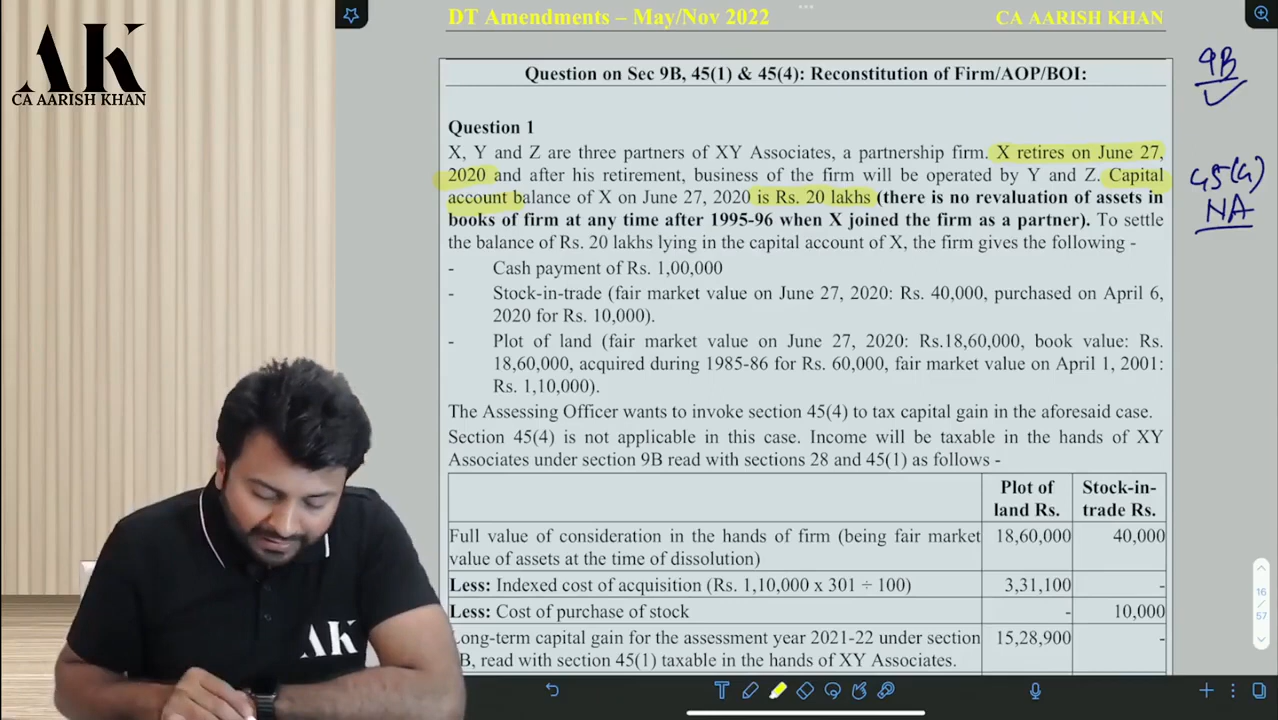 AK
CA AARISH KHAN
DT Amendments – May/Nov 2022
CA AARISH KHAN
Question on Sec 9B, 45(1) & 45(4): Reconstitution of Firm/AOP/BOI:
9B
45(4)
NA
Question 1
X, Y and Z are three partners of XY Associates, a partnership firm. X retires on June 27,
2020 and after his retirement, business of the firm will be operated by Y and Z. Capital
account balance of X on June 27, 2020 is Rs. 20 lakhs (there is no revaluation of assets in
books of firm at any time after 1995-96 when X joined the firm as a partner). To settle
the balance of Rs. 20 lakhs lying in the capital account of X, the firm gives the following -
- Cash payment of Rs. 1,00,000
- Stock-in-trade (fair market value on June 27, 2020: Rs. 40,000, purchased on April 6,
2020 for Rs. 10,000).
- Plot of land (fair market value on June 27, 2020: Rs.18,60,000, book value: Rs.
18,60,000, acquired during 1985-86 for Rs. 60,000, fair market value on April 1, 2001:
Rs. 1,10,000).
The Assessing Officer wants to invoke section 45(4) to tax capital gain in the aforesaid case.
Section 45(4) is not applicable in this case. Income will be taxable in the hands of XY
Associates under section 9B read with sections 28 and 45(1) as follows -
Plot of Stock-in-
land Rs. trade Rs.
Full value of consideration in the hands of firm (being fair market 18,60,000 40,000
value of assets at the time of dissolution)
Less: Indexed cost of acquisition (Rs. 1,10,000 x 301 ÷ 100) 3,31,100 -
Less: Cost of purchase of stock - 10,000
Long-term capital gain for the assessment year 2021-22 under section 15,28,900 -
B, read with section 45(1) taxable in the hands of XY Associates.
AK
16
/
57
T